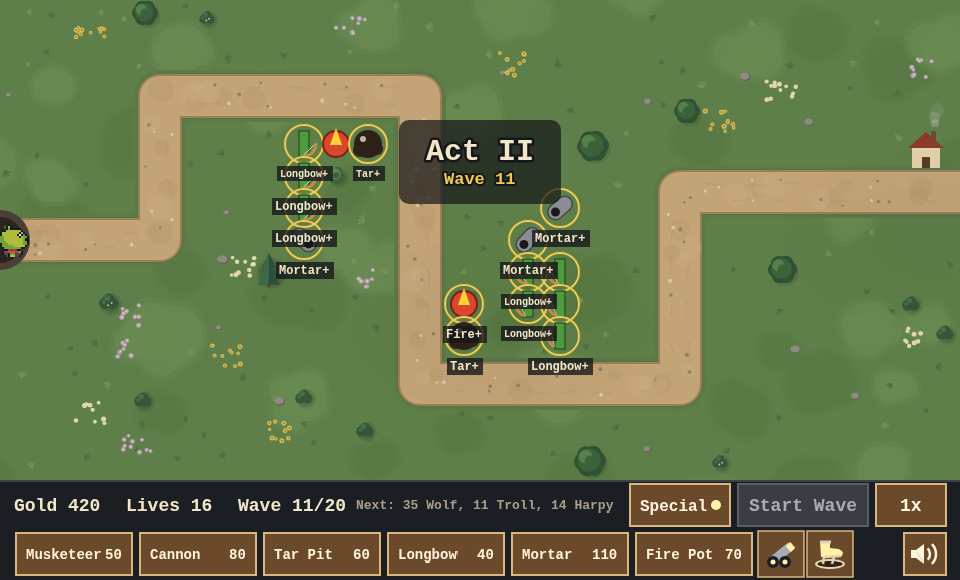 Act II
Wave 11
Longbow+
Tar+
Longbow+
Longbow+
Mortar+
Mortar+
Mortar+
Longbow+
Fire+
Longbow+
Tar+
Longbow+
Gold 420 Lives 16 Wave 11/20 Next: 35 Wolf, 11 Troll, 14 Harpy Special Start Wave 1x
Musketeer 50 Cannon 80 Tar Pit 60 Longbow 40 Mortar 110 Fire Pot 70